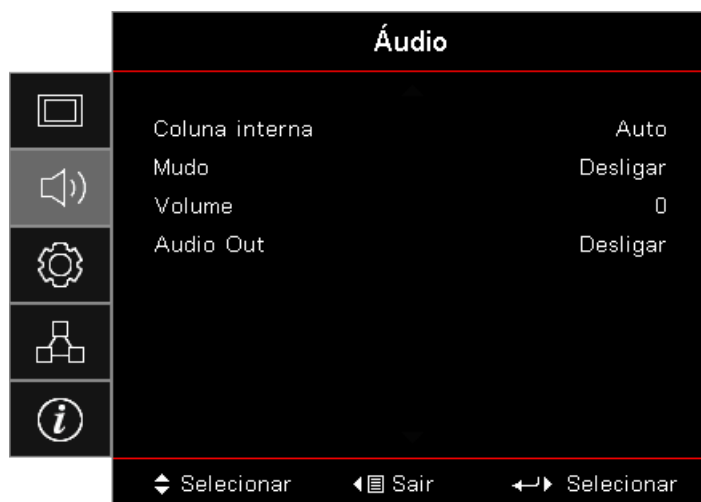 Áudio
Coluna interna Auto
Mudo Desligar
Volume 0
Audio Out Desligar
i
Selecionar Sair Selecionar